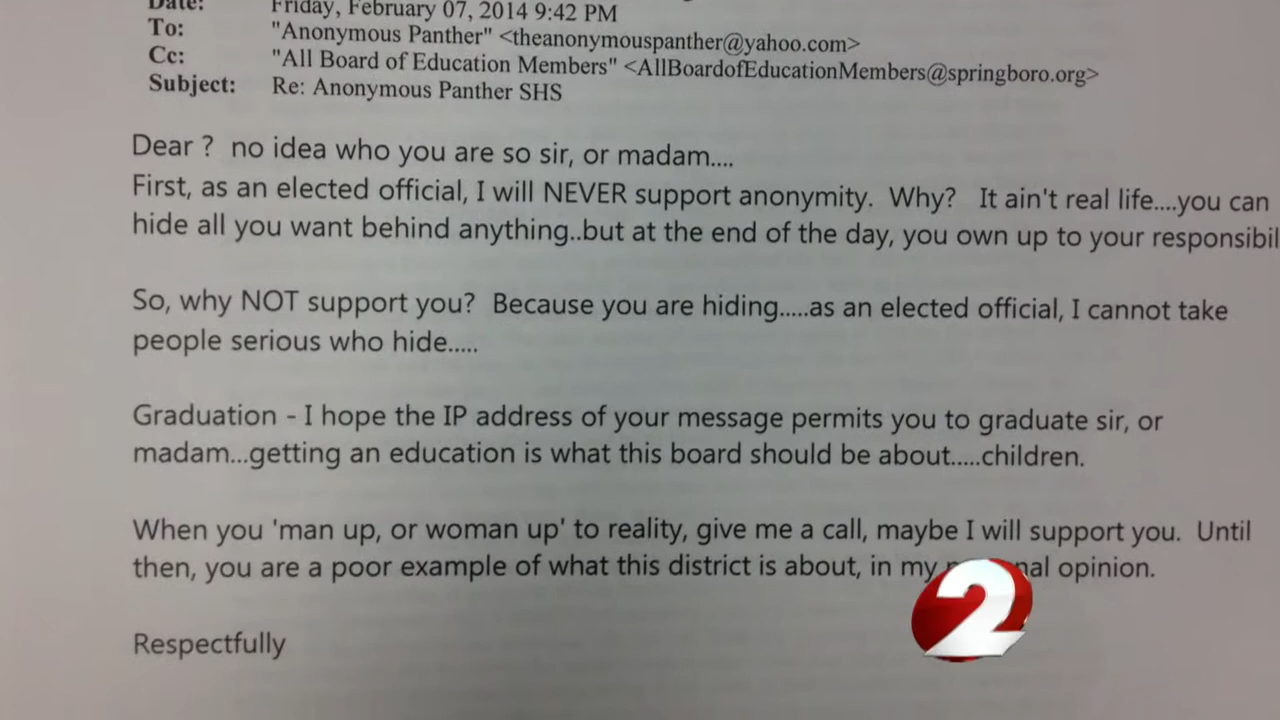 Date: Friday, February 07, 2014 9:42 PM
To: "Anonymous Panther" <theanonymouspanther@yahoo.com>
Cc: "All Board of Education Members" <AllBoardofEducationMembers@springboro.org>
Subject: Re: Anonymous Panther SHS
Dear ? no idea who you are so sir, or madam....
First, as an elected official, I will NEVER support anonymity. Why? It ain't real life....you can
hide all you want behind anything..but at the end of the day, you own up to your responsibil
So, why NOT support you? Because you are hiding.....as an elected official, I cannot take
people serious who hide.....
Graduation - I hope the IP address of your message permits you to graduate sir, or
madam...getting an education is what this board should be about.....children.
When you 'man up, or woman up' to reality, give me a call, maybe I will support you. Until
then, you are a poor example of what this district is about, in my opinion.
2
Respectfully